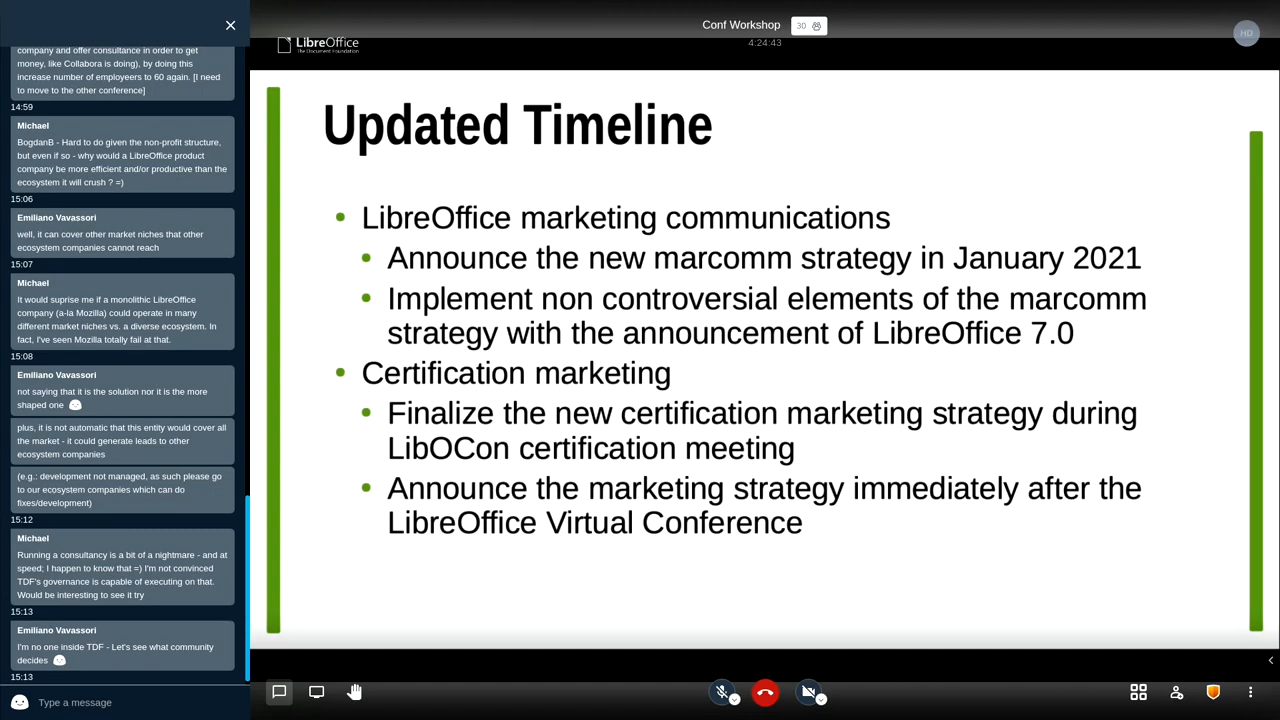 company and offer consultance in order to get
money, like Collabora is doing), by doing this
increase number of employeers to 60 again. [I need
to move to the other conference]
14:59
Michael
BogdanB - Hard to do given the non-profit structure,
but even if so - why would a LibreOffice product
company be more efficient and/or productive than the
ecosystem it will crush ? =)
15:06
Emiliano Vavassori
well, it can cover other market niches that other
ecosystem companies cannot reach
15:07
Michael
It would suprise me if a monolithic LibreOffice
company (a-la Mozilla) could operate in many
different market niches vs. a diverse ecosystem. In
fact, I've seen Mozilla totally fail at that.
15:08
Emiliano Vavassori
not saying that it is the solution nor it is the more
shaped one
plus, it is not automatic that this entity would cover all
the market - it could generate leads to other
ecosystem companies
(e.g.: development not managed, as such please go
to our ecosystem companies which can do
fixes/development)
15:12
Michael
Running a consultancy is a bit of a nightmare - and at
speed; I happen to know that =) I'm not convinced
TDF's governance is capable of executing on that.
Would be interesting to see it try
15:13
Emiliano Vavassori
I'm no one inside TDF - Let's see what community
decides
15:13
Type a message
Conf Workshop 30
4:24:43
HD
LibreOffice
The Document Foundation
Updated Timeline
• LibreOffice marketing communications
• Announce the new marcomm strategy in January 2021
• Implement non controversial elements of the marcomm
strategy with the announcement of LibreOffice 7.0
• Certification marketing
• Finalize the new certification marketing strategy during
LibOCon certification meeting
• Announce the marketing strategy immediately after the
LibreOffice Virtual Conference